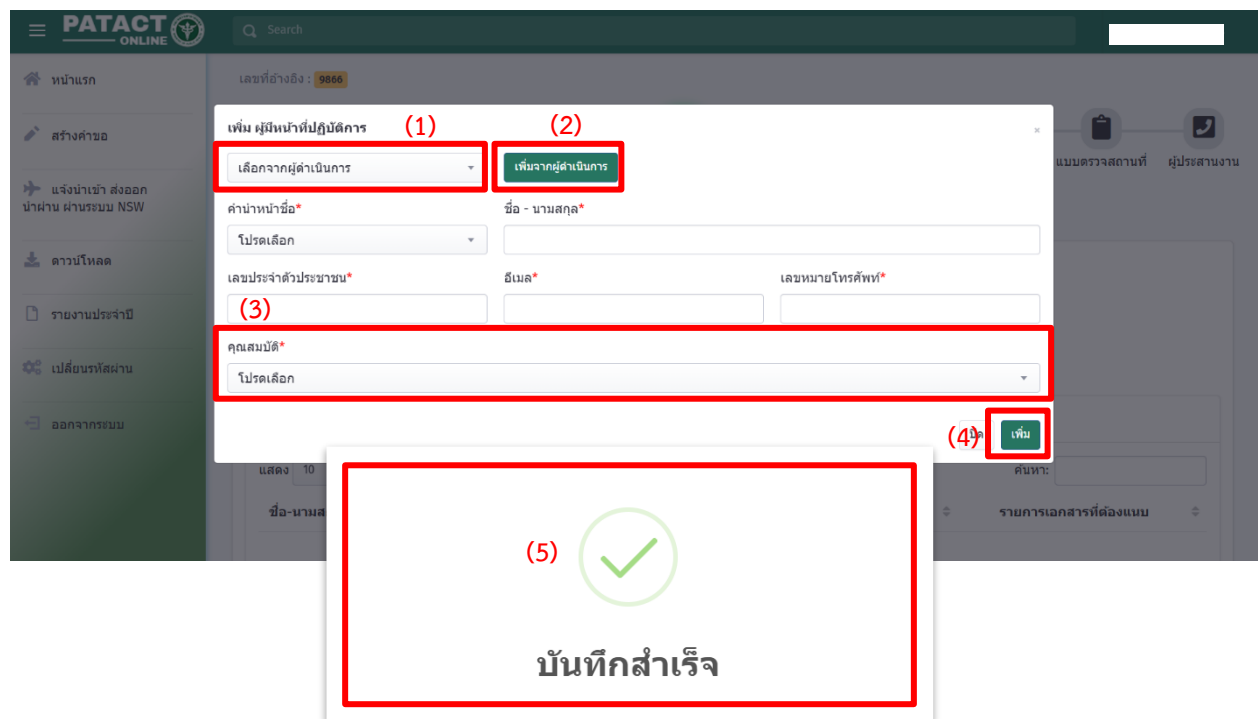 PATACT
ONLINE
Search
หน้าแรก
สร้างคำขอ
แจ้งนำเข้า ส่งออก
นำผ่าน ผ่านระบบ NSW
ดาวน์โหลด
รายงานประจำปี
เปลี่ยนรหัสผ่าน
ออกจากระบบ
เลขที่อ้างอิง : 9866
แบบตรวจสถานที่
ผู้ประสานงาน
เพิ่ม ผู้มีหน้าที่ปฏิบัติการ
(1)
(2)
×
เลือกจากผู้ดำเนินการ
เพิ่มจากผู้ดำเนินการ
คำนำหน้าชื่อ*
ชื่อ - นามสกุล*
โปรดเลือก
เลขประจำตัวประชาชน*
อีเมล*
เลขหมายโทรศัพท์*
(3)
คุณสมบัติ*
โปรดเลือก
(4)
เพิ่ม
แสดง 10
ค้นหา:
ชื่อ-นามส
รายการเอกสารที่ต้องแนบ
(5)
บันทึกสำเร็จ